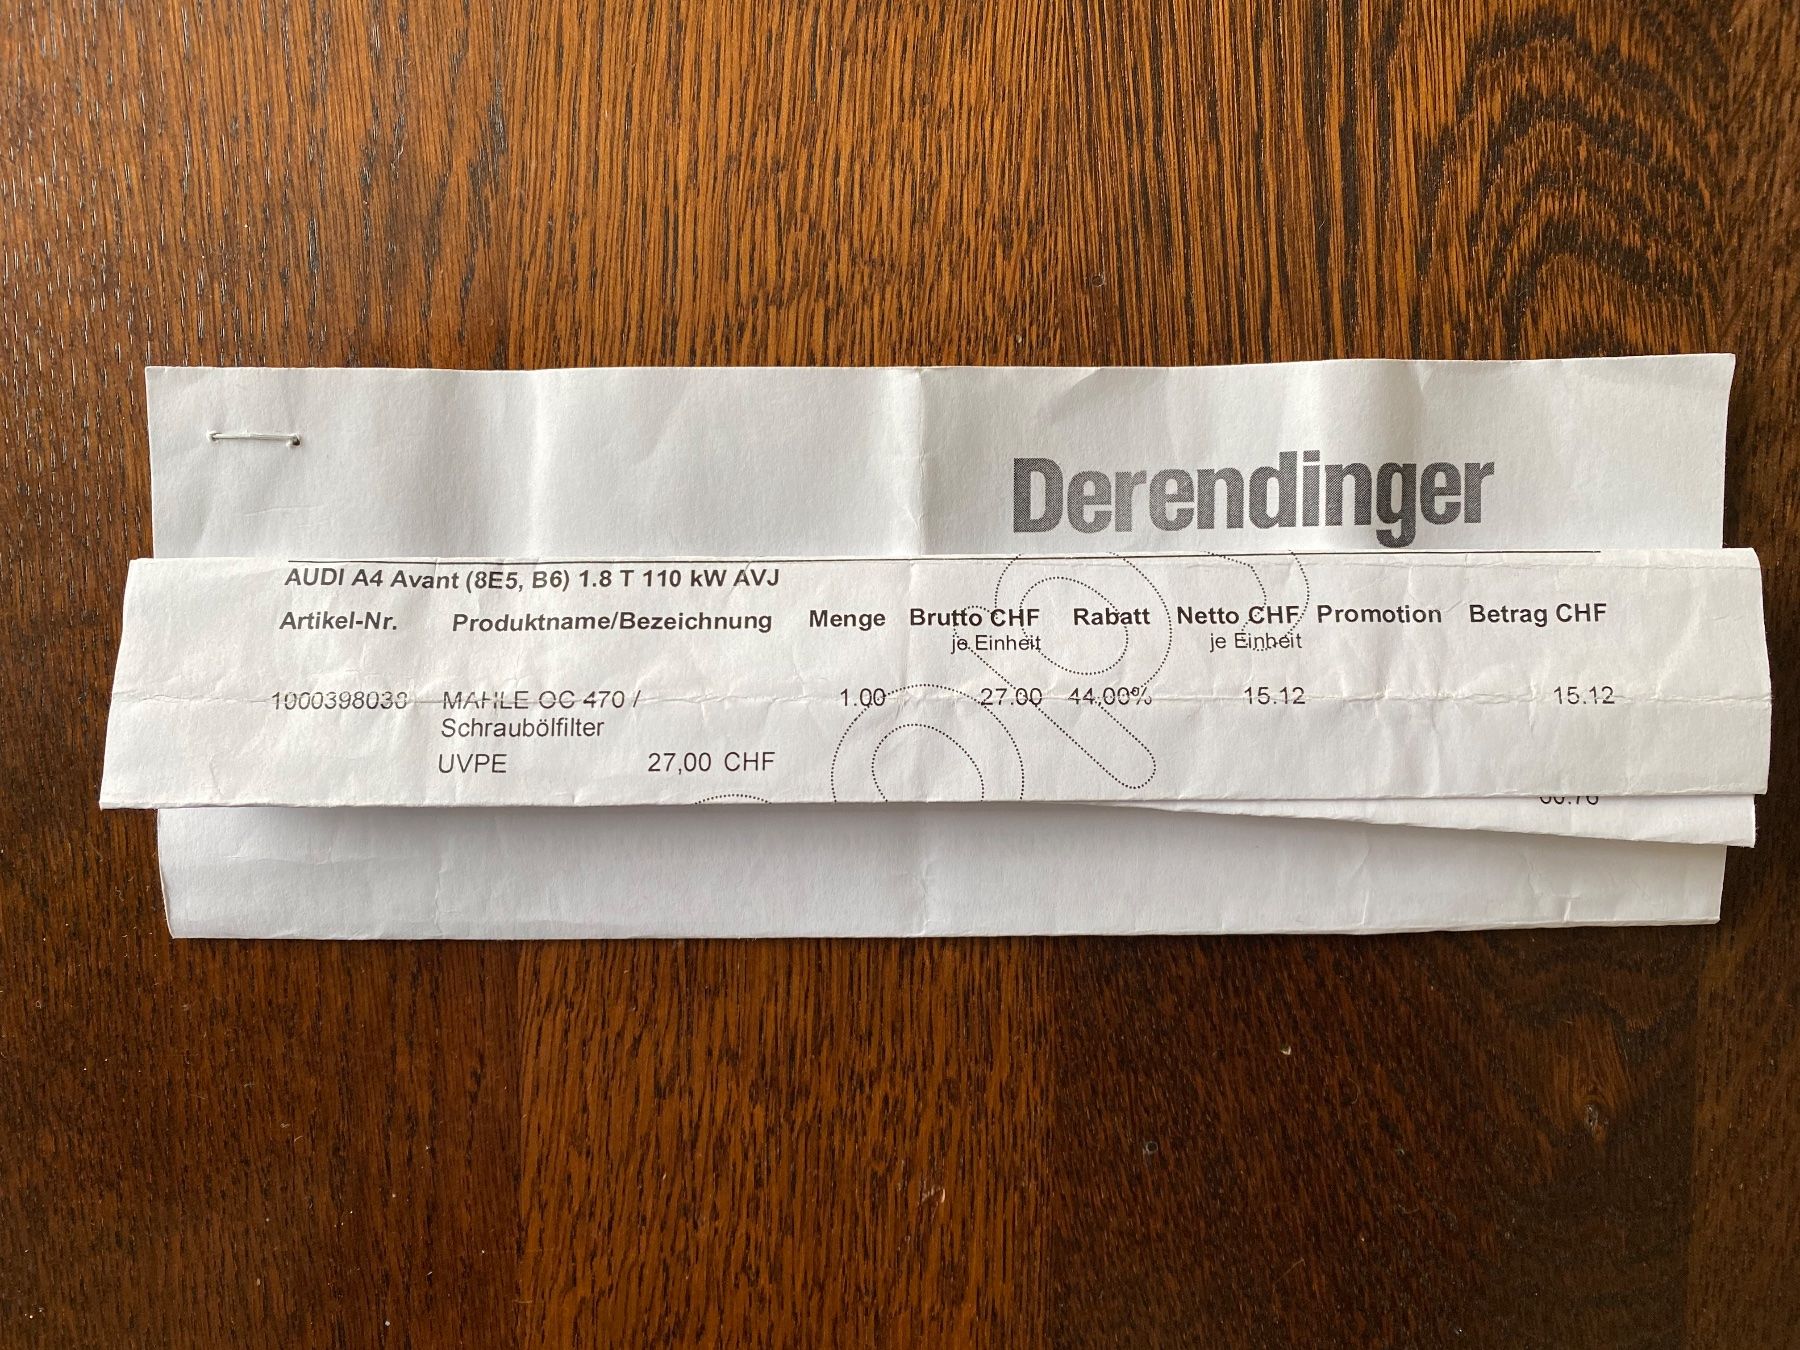 Derendinger
AUDI A4 Avant (8E5, B6) 1.8 T 110 kW AVJ
Artikel-Nr. Produktname/Bezeichnung Menge Brutto CHF Rabatt Netto CHF Promotion Betrag CHF
je Einheit je Einheit
1000398038 MAHLE OC 470 / 1.00 27.00 44,00% 15.12 15.12
Schraubölfilter
UVPE 27,00 CHF